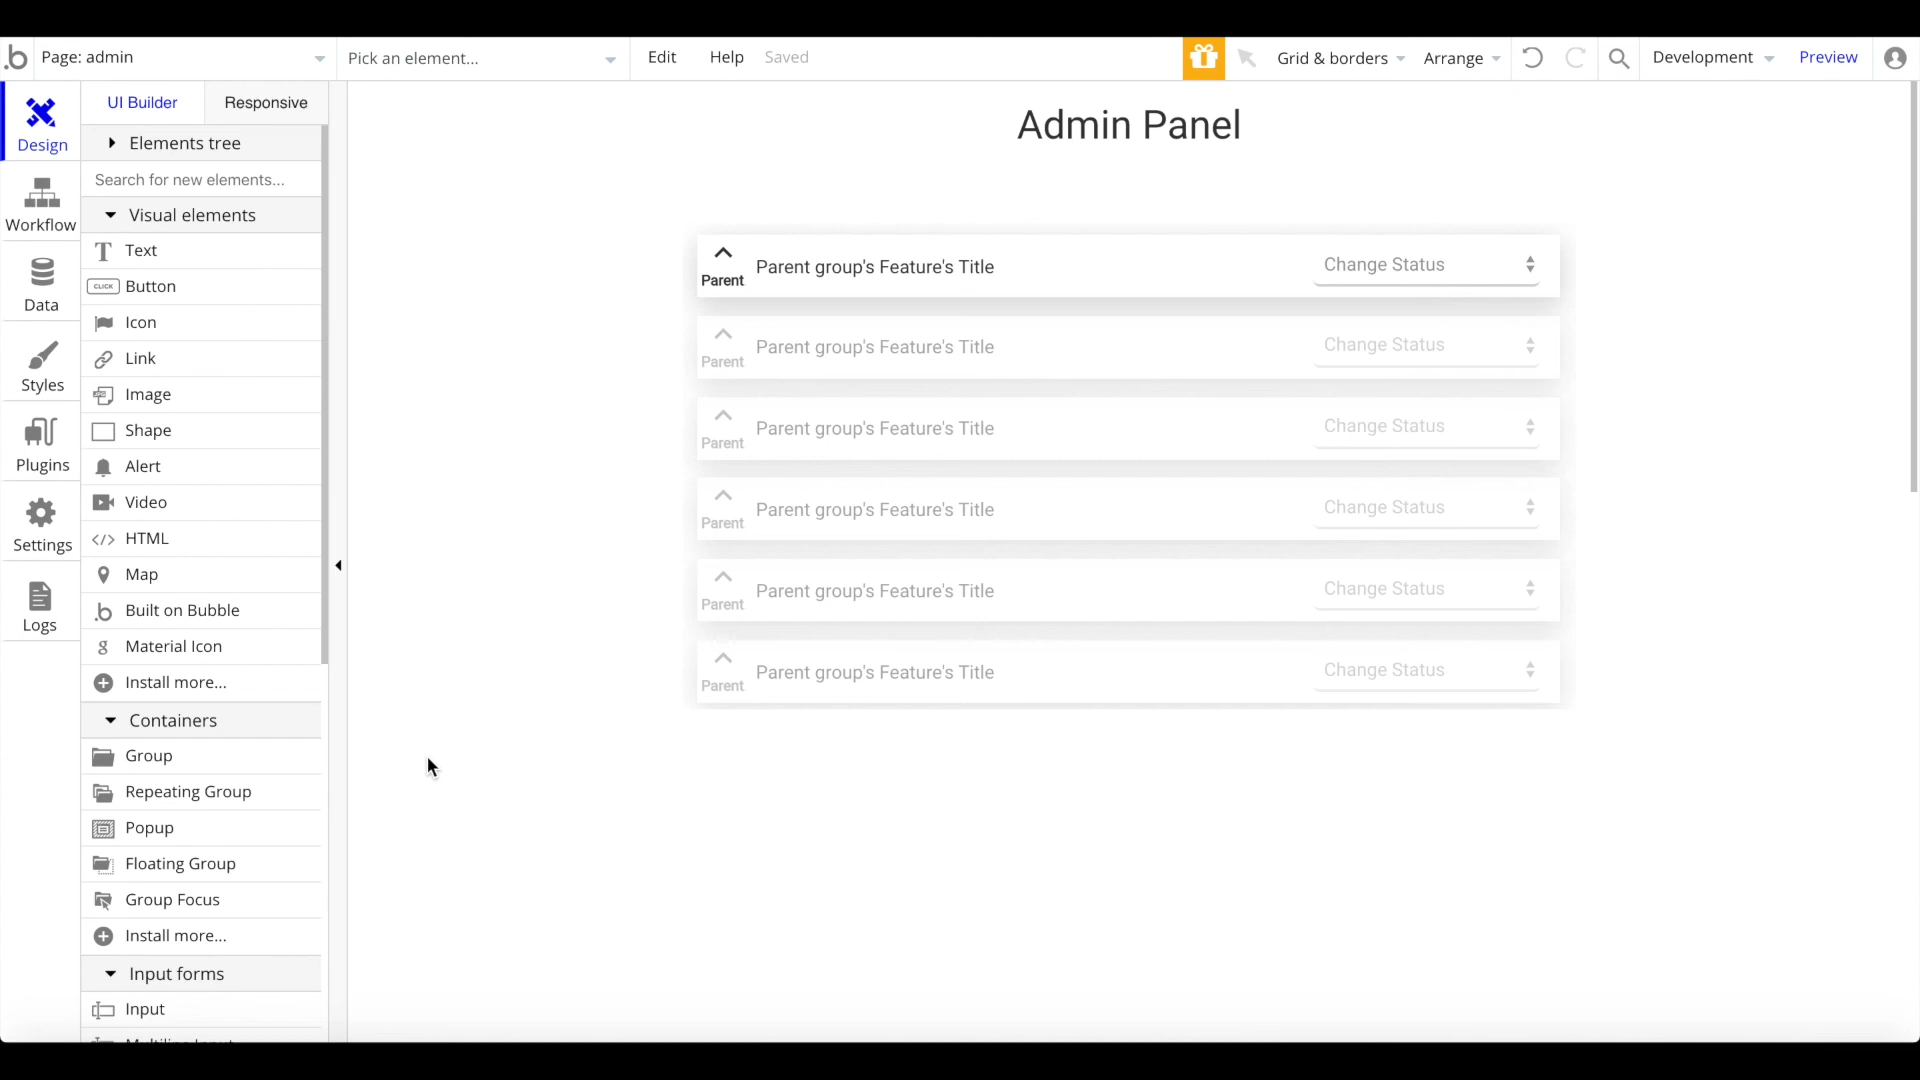 Page: admin
Pick an element...
Edit
Help
Saved
Grid & borders
Arrange
Development
Preview
Design
Workflow
Data
Styles
Plugins
Settings
Logs
UI Builder
Responsive
Elements tree
Search for new elements...
Visual elements
Text
CLICK Button
Icon
Link
Image
Shape
Alert
Video
HTML
Map
Built on Bubble
Material Icon
Install more...
Containers
Group
Repeating Group
Popup
Floating Group
Group Focus
Install more...
Input forms
Input
Admin Panel
Parent Parent group's Feature's Title Change Status
Parent Parent group's Feature's Title Change Status
Parent Parent group's Feature's Title Change Status
Parent Parent group's Feature's Title Change Status
Parent Parent group's Feature's Title Change Status
Parent Parent group's Feature's Title Change Status